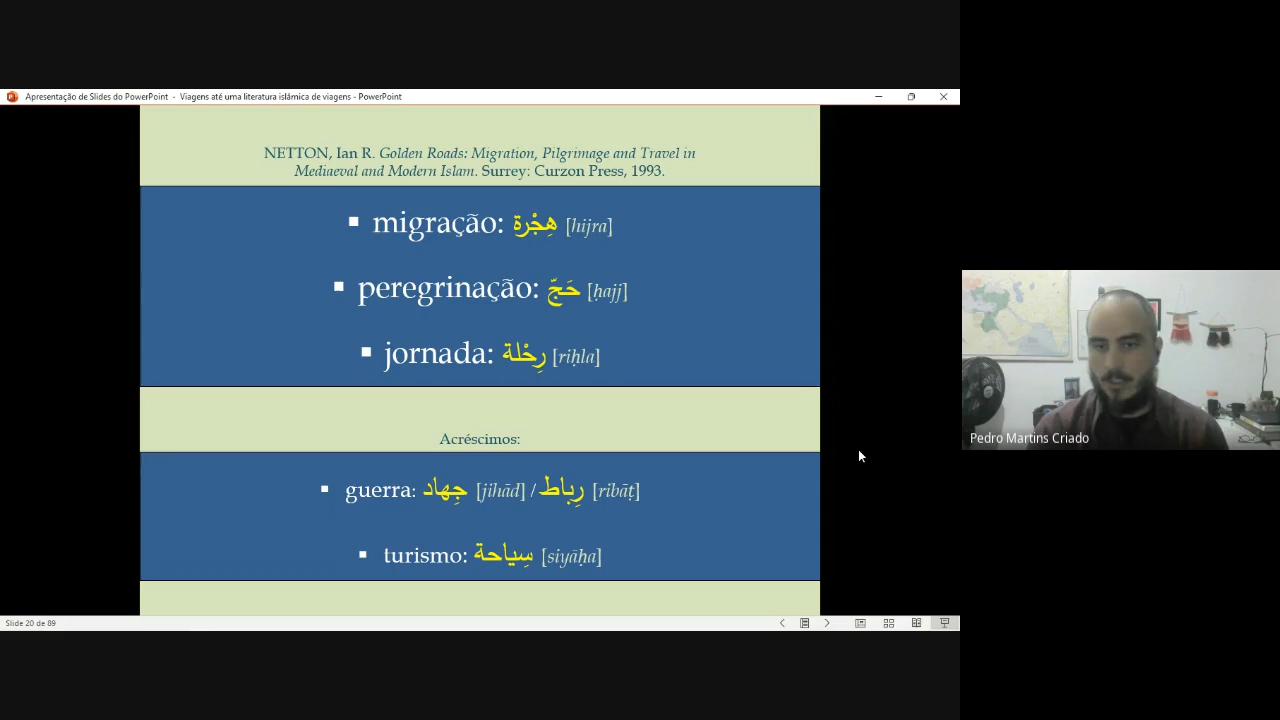 Apresentação de Slides do PowerPoint - Viagens até uma literatura islâmica de viagens - PowerPoint
NETTON, Ian R. Golden Roads: Migration, Pilgrimage and Travel in
Mediaeval and Modern Islam. Surrey: Curzon Press, 1993.
▪ migração: هِجْرة [hijra]
▪ peregrinação: حَجّ [ḥajj]
▪ jornada: رِحْلة [riḥla]
Acréscimos:
▪ guerra: جِهاد [jihād] / رِباط [ribāṭ]
▪ turismo: سِياحة [siyāḥa]
Slide 20 de 89
Pedro Martins Criado